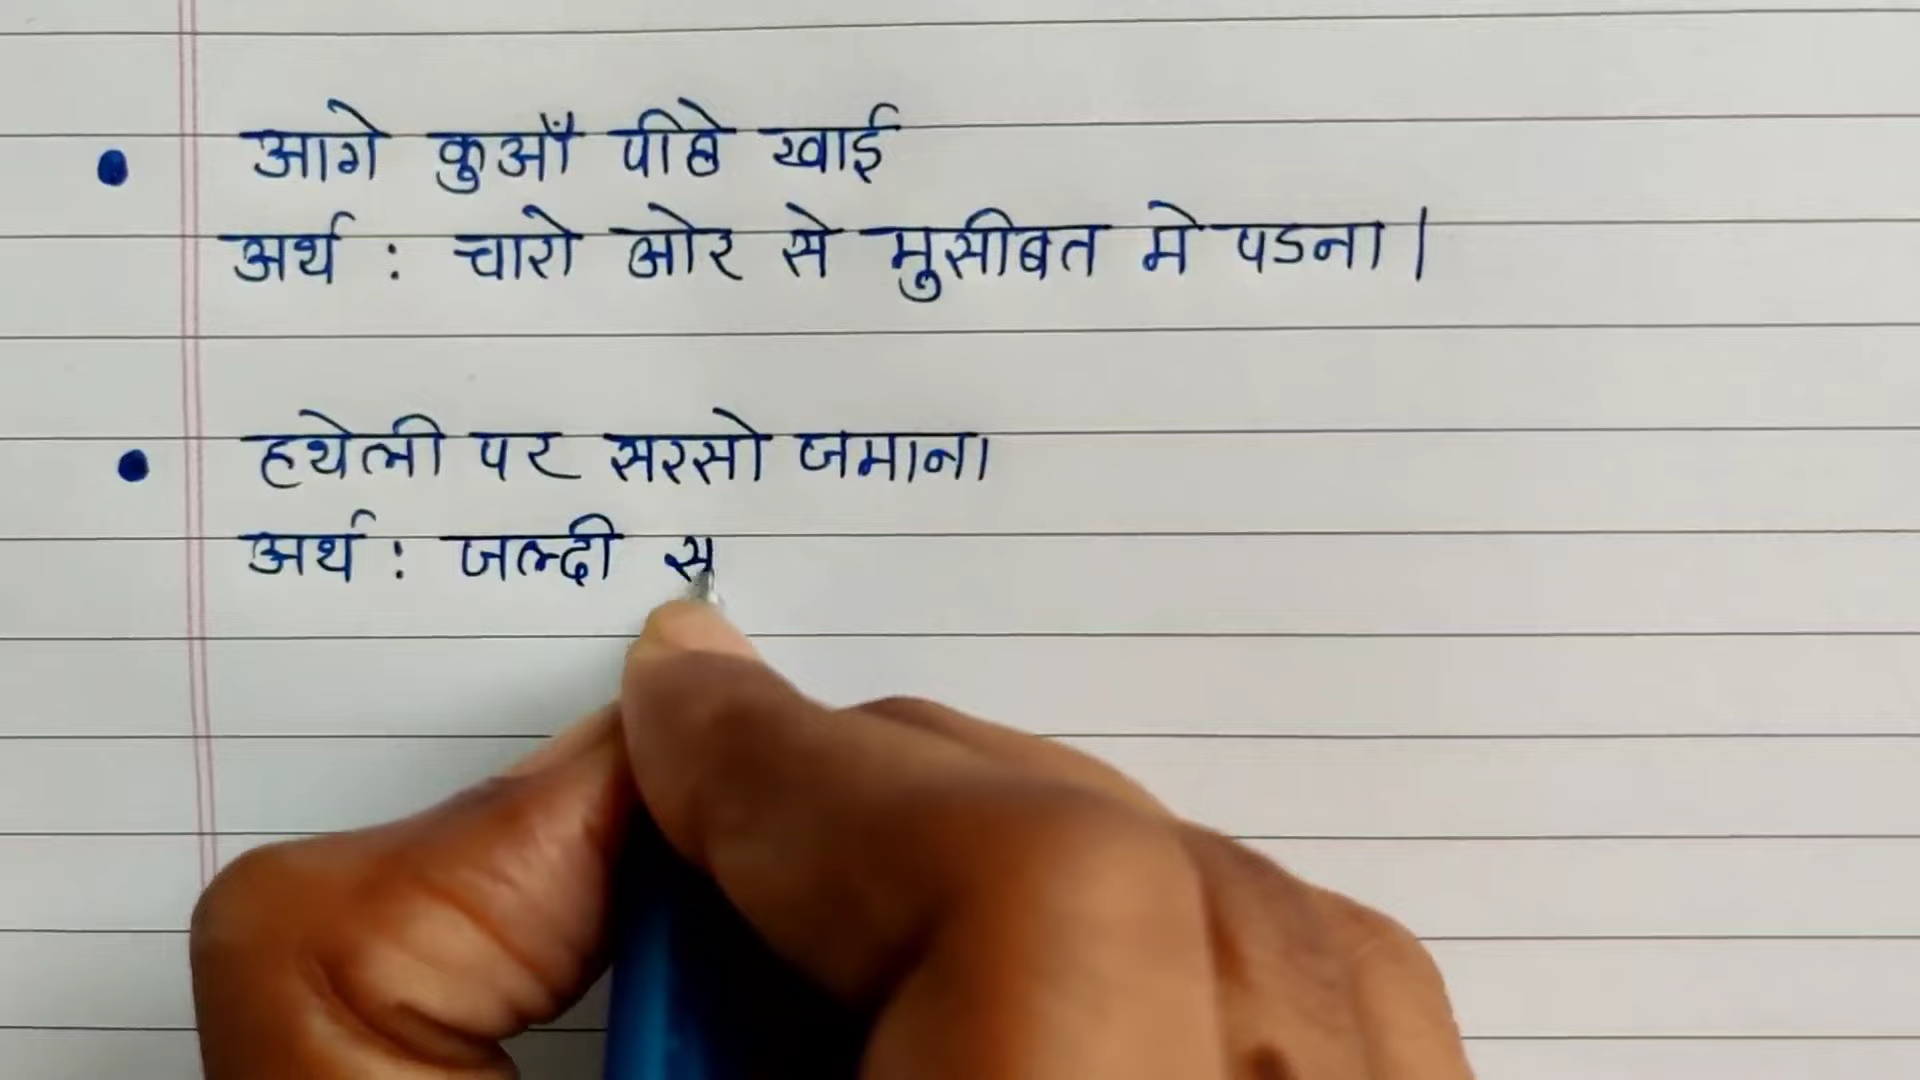 • आगे कुआँ पीछे खाई
अर्थ : चारो ओर से मुसीबत मे पडना |
• हथेली पर सरसो जमाना
अर्थ : जल्दी स